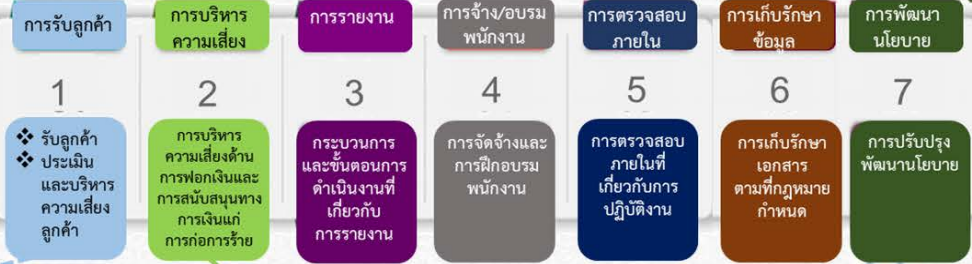 การรับลูกค้า
การบริหาร
ความเสี่ยง
การรายงาน
การจ้าง/อบรม
พนักงาน
การตรวจสอบ
ภายใน
การเก็บรักษา
ข้อมูล
การพัฒนา
นโยบาย
1
2
3
4
5
6
7
❖ รับลูกค้า
❖ ประเมิน
และบริหาร
ความเสี่ยง
ลูกค้า
การบริหาร
ความเสี่ยงด้าน
การฟอกเงินและ
การสนับสนุนทาง
การเงินแก่
การก่อการร้าย
กระบวนการ
และขั้นตอนการ
ดำเนินงานที่
เกี่ยวกับ
การรายงาน
การจัดจ้างและ
การฝึกอบรม
พนักงาน
การตรวจสอบ
ภายในที่
เกี่ยวกับการ
ปฏิบัติงาน
การเก็บรักษา
เอกสาร
ตามที่กฎหมาย
กำหนด
การปรับปรุง
พัฒนานโยบาย